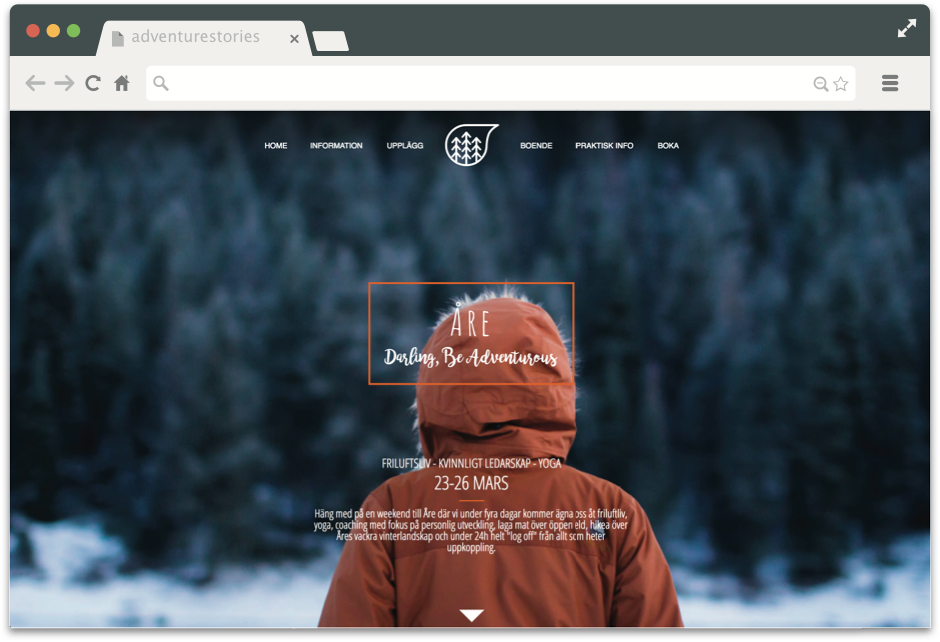 adventurestories
HOME INFORMATION UPPLÄGG BOENDE PRAKTISK INFO BOKA
ÅRE
Darling, Be Adventurous
FRILUFTSLIV - KVINNLIGT LEDARSKAP - YOGA
23-26 MARS
Häng med på en weekend till Åre där vi under fyra dagar kommer ägna oss åt friluftliv,
yoga, coaching med fokus på personlig utveckling, laga mat över öppen eld, hikea över
Åres vackra vinterlandskap och under 24h helt "log off" från allt som heter
uppkoppling.